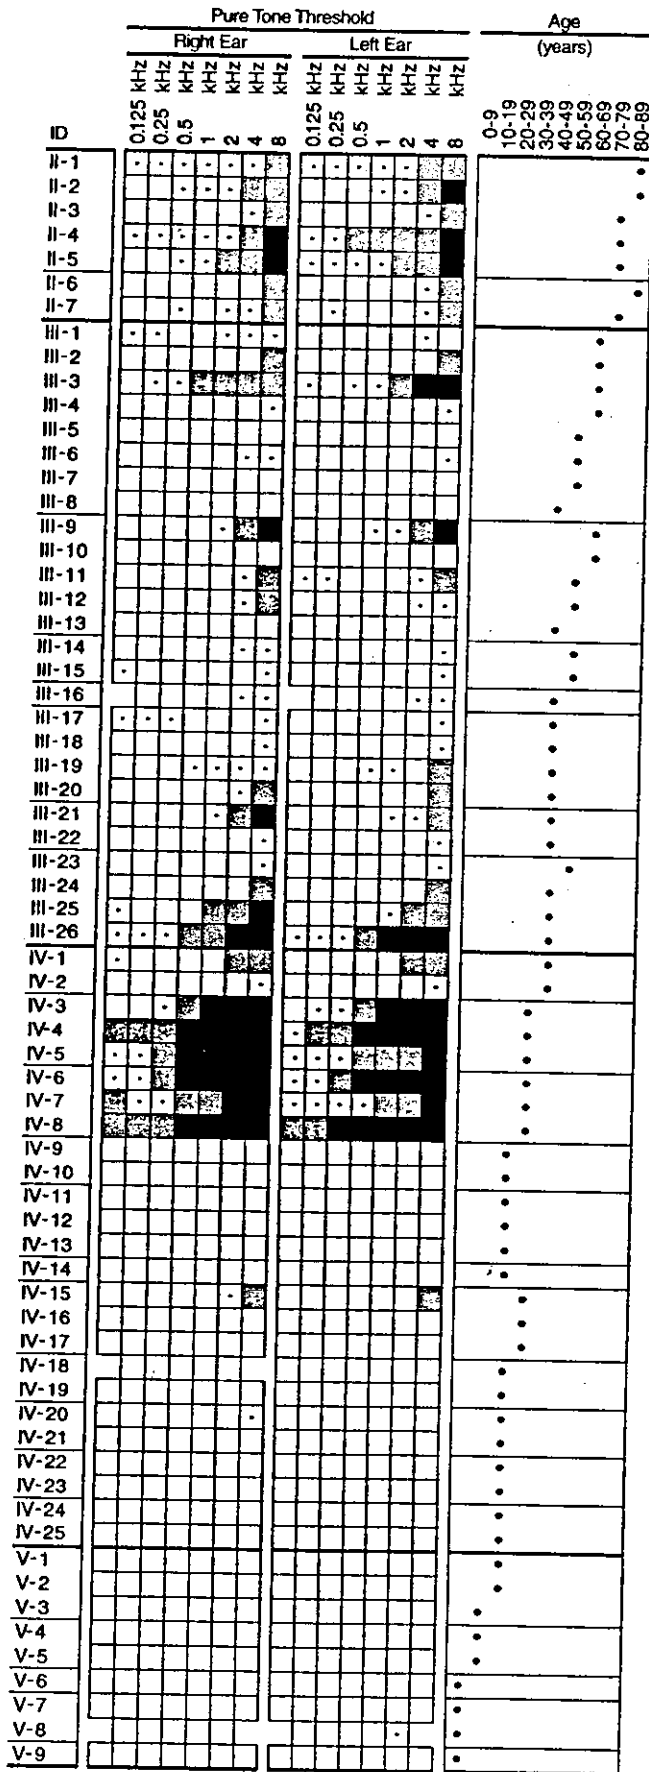 Pure Tone Threshold Age
Right Ear Left Ear (years)
ID 0.125 kHz 0.25 kHz 0.5 kHz 1 kHz 2 kHz 4 kHz 8 kHz 0.125 kHz 0.25 kHz 0.5 kHz 1 kHz 2 kHz 4 kHz 8 kHz 0-9 10-19 20-29 30-39 40-49 50-59 60-69 70-79 80-89
II-1
II-2
II-3
II-4
II-5
II-6
II-7
III-1
III-2
III-3
III-4
III-5
III-6
III-7
III-8
III-9
III-10
III-11
III-12
III-13
III-14
III-15
III-16
III-17
III-18
III-19
III-20
III-21
III-22
III-23
III-24
III-25
III-26
IV-1
IV-2
IV-3
IV-4
IV-5
IV-6
IV-7
IV-8
IV-9
IV-10
IV-11
IV-12
IV-13
IV-14
IV-15
IV-16
IV-17
IV-18
IV-19
IV-20
IV-21
IV-22
IV-23
IV-24
IV-25
V-1
V-2
V-3
V-4
V-5
V-6
V-7
V-8
V-9